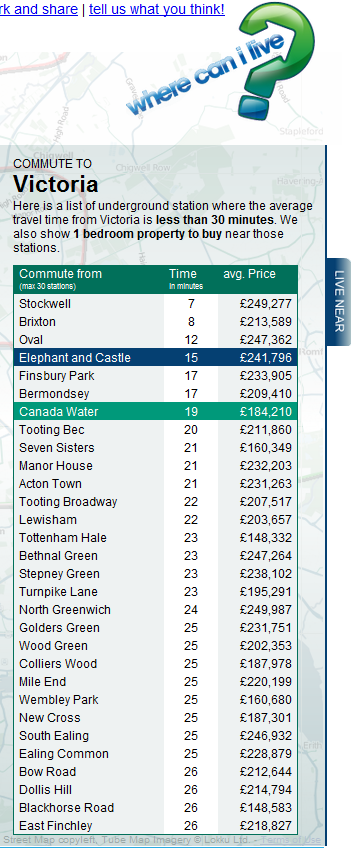 rk and share | tell us what you think!
where can i live
?
COMMUTE TO
Victoria
Here is a list of underground station where the average
travel time from Victoria is less than 30 minutes. We
also show 1 bedroom property to buy near those
stations.
LIVE NEAR
Commute from Time avg. Price
(max 30 stations) in minutes
Stockwell 7 £249,277
Brixton 8 £213,589
Oval 12 £247,362
Elephant and Castle 15 £241,796
Finsbury Park 17 £233,905
Bermondsey 17 £209,410
Canada Water 19 £184,210
Tooting Bec 20 £211,860
Seven Sisters 21 £160,349
Manor House 21 £232,203
Acton Town 21 £231,263
Tooting Broadway 22 £207,517
Lewisham 22 £203,657
Tottenham Hale 23 £148,332
Bethnal Green 23 £247,264
Stepney Green 23 £238,102
Turnpike Lane 23 £195,291
North Greenwich 24 £249,987
Golders Green 25 £231,751
Wood Green 25 £202,353
Colliers Wood 25 £187,978
Mile End 25 £220,199
Wembley Park 25 £160,680
New Cross 25 £187,301
South Ealing 25 £246,932
Ealing Common 25 £228,879
Bow Road 26 £212,644
Dollis Hill 26 £214,794
Blackhorse Road 26 £148,583
East Finchley 26 £218,827
Street Map copyleft, Tube Map Imagery © Lokku Ltd. - Terms of use